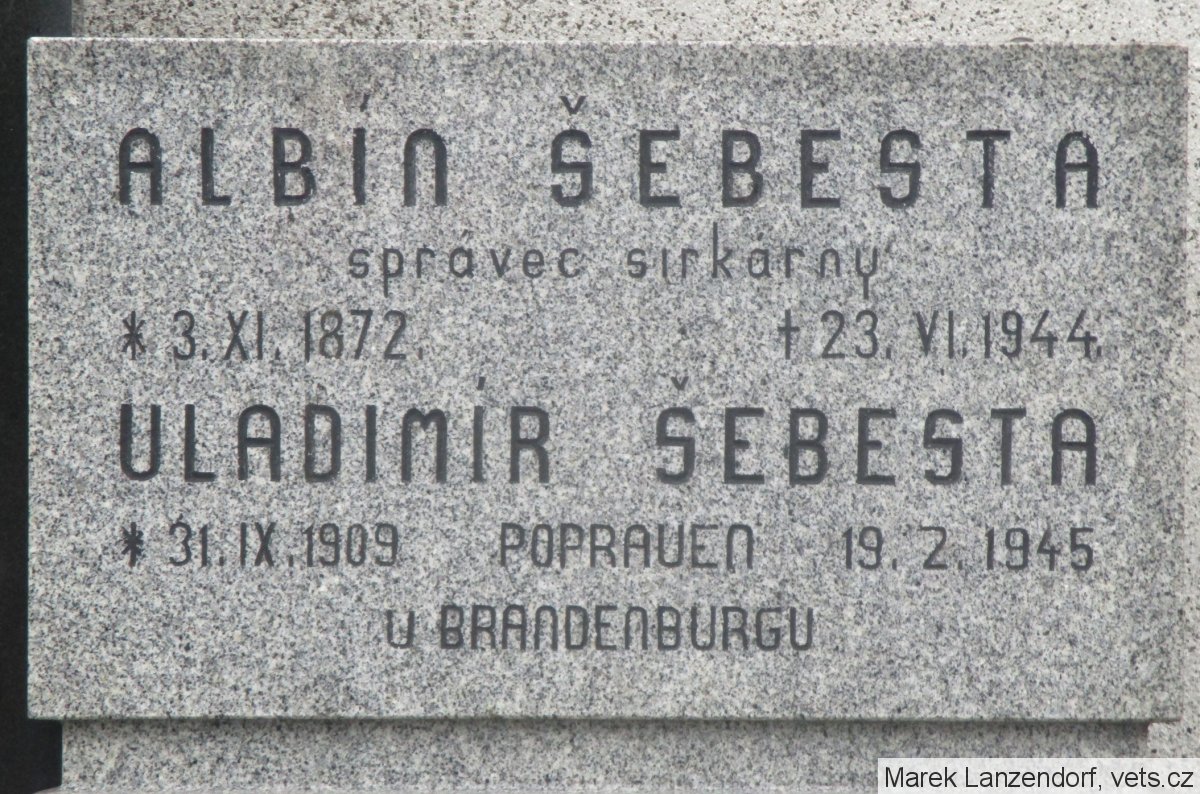 ALBÍN ŠEBESTA
správec sirkárny
* 3. XI. 1872. † 23. VI. 1944.
VLADIMÍR ŠEBESTA
* 31. IX. 1909 POPRAVEN 19. 2. 1945
v BRANDENBURGU
Marek Lanzendorf, vets.cz